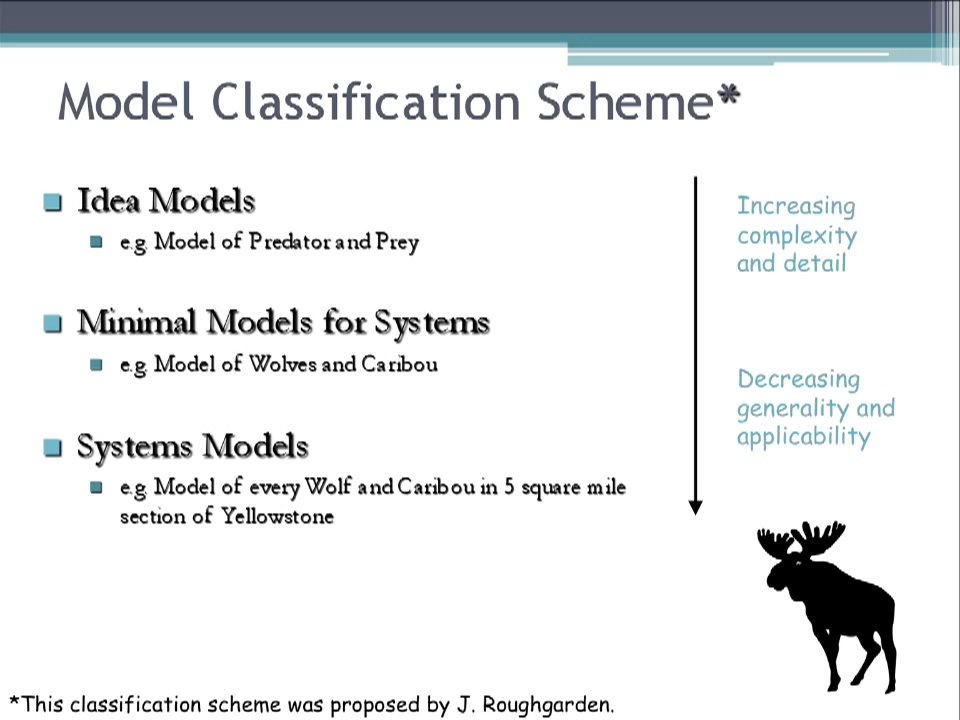 Model Classification Scheme*
Idea Models
e.g. Model of Predator and Prey
Minimal Models for Systems
e.g. Model of Wolves and Caribou
Systems Models
e.g. Model of every Wolf and Caribou in 5 square mile
section of Yellowstone
Increasing
complexity
and detail
Decreasing
generality and
applicability
*This classification scheme was proposed by J. Roughgarden.